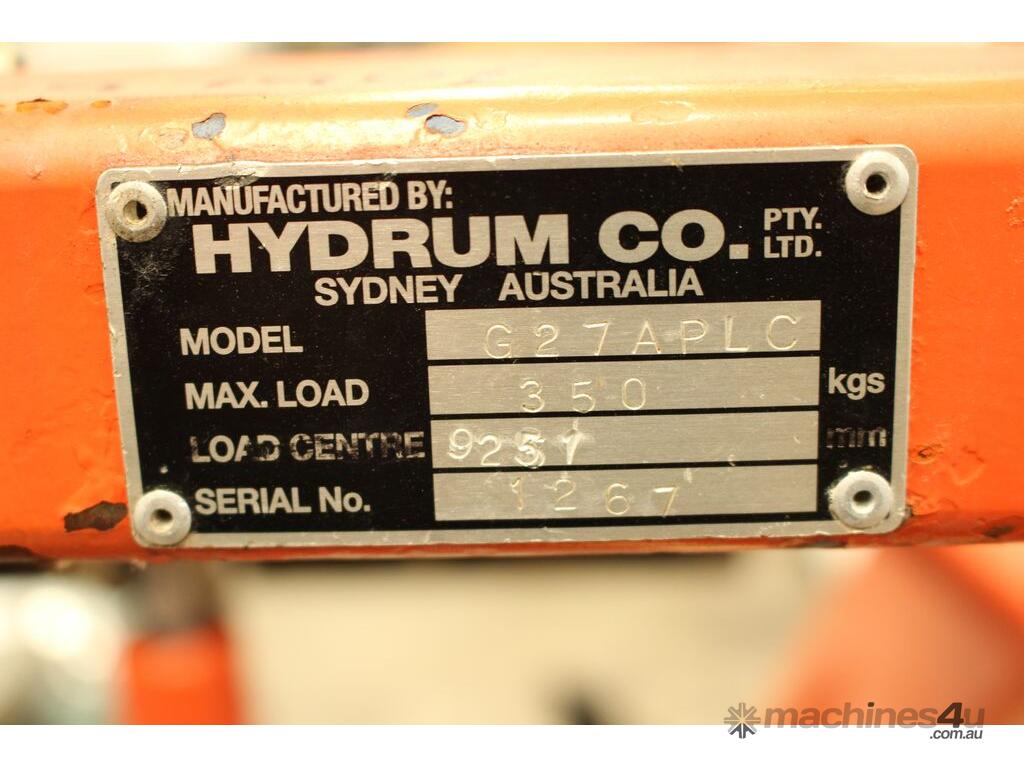 MANUFACTURED BY:
HYDRUM CO. PTY. LTD.
SYDNEY AUSTRALIA
MODEL G27APLC
MAX. LOAD 350 kgs
LOAD CENTRE mm
SERIAL No. 1267
machines4u
.com.au